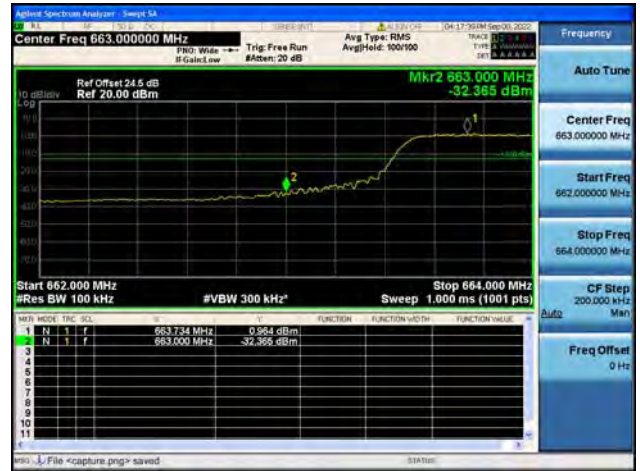 Agilent Spectrum Analyzer - Swept SA
Center Freq 663.000000 MHz
PNO: Wide
IFGain:Low
Trig: Free Run
#Atten: 20 dB
Avg Type: RMS
Avg|Hold: 100/100
04:17:39 PM Sep 00, 2022
TRACE
TYPE
DET
Frequency
Auto Tune
Ref Offset 24.5 dB
Ref 20.00 dBm
10 dB/div
Log
Mkr2 663.000 MHz
-32.365 dBm
1
2
Center Freq
663.000000 MHz
Start Freq
662.000000 MHz
Stop Freq
664.000000 MHz
CF Step
200.000 kHz
Auto Man
Freq Offset
0 Hz
Start 662.000 MHz
Stop 664.000 MHz
#Res BW 100 kHz
#VBW 300 kHz*
Sweep 1.000 ms (1001 pts)
MKR MODE TRC SCL X Y FUNCTION FUNCTION WIDTH FUNCTION VALUE
1 N 1 f 663.734 MHz 0.964 dBm
2 N 1 f 663.000 MHz -32.365 dBm
3
4
5
6
7
8
9
10
11
MSG File <capture.png> saved
STATUS